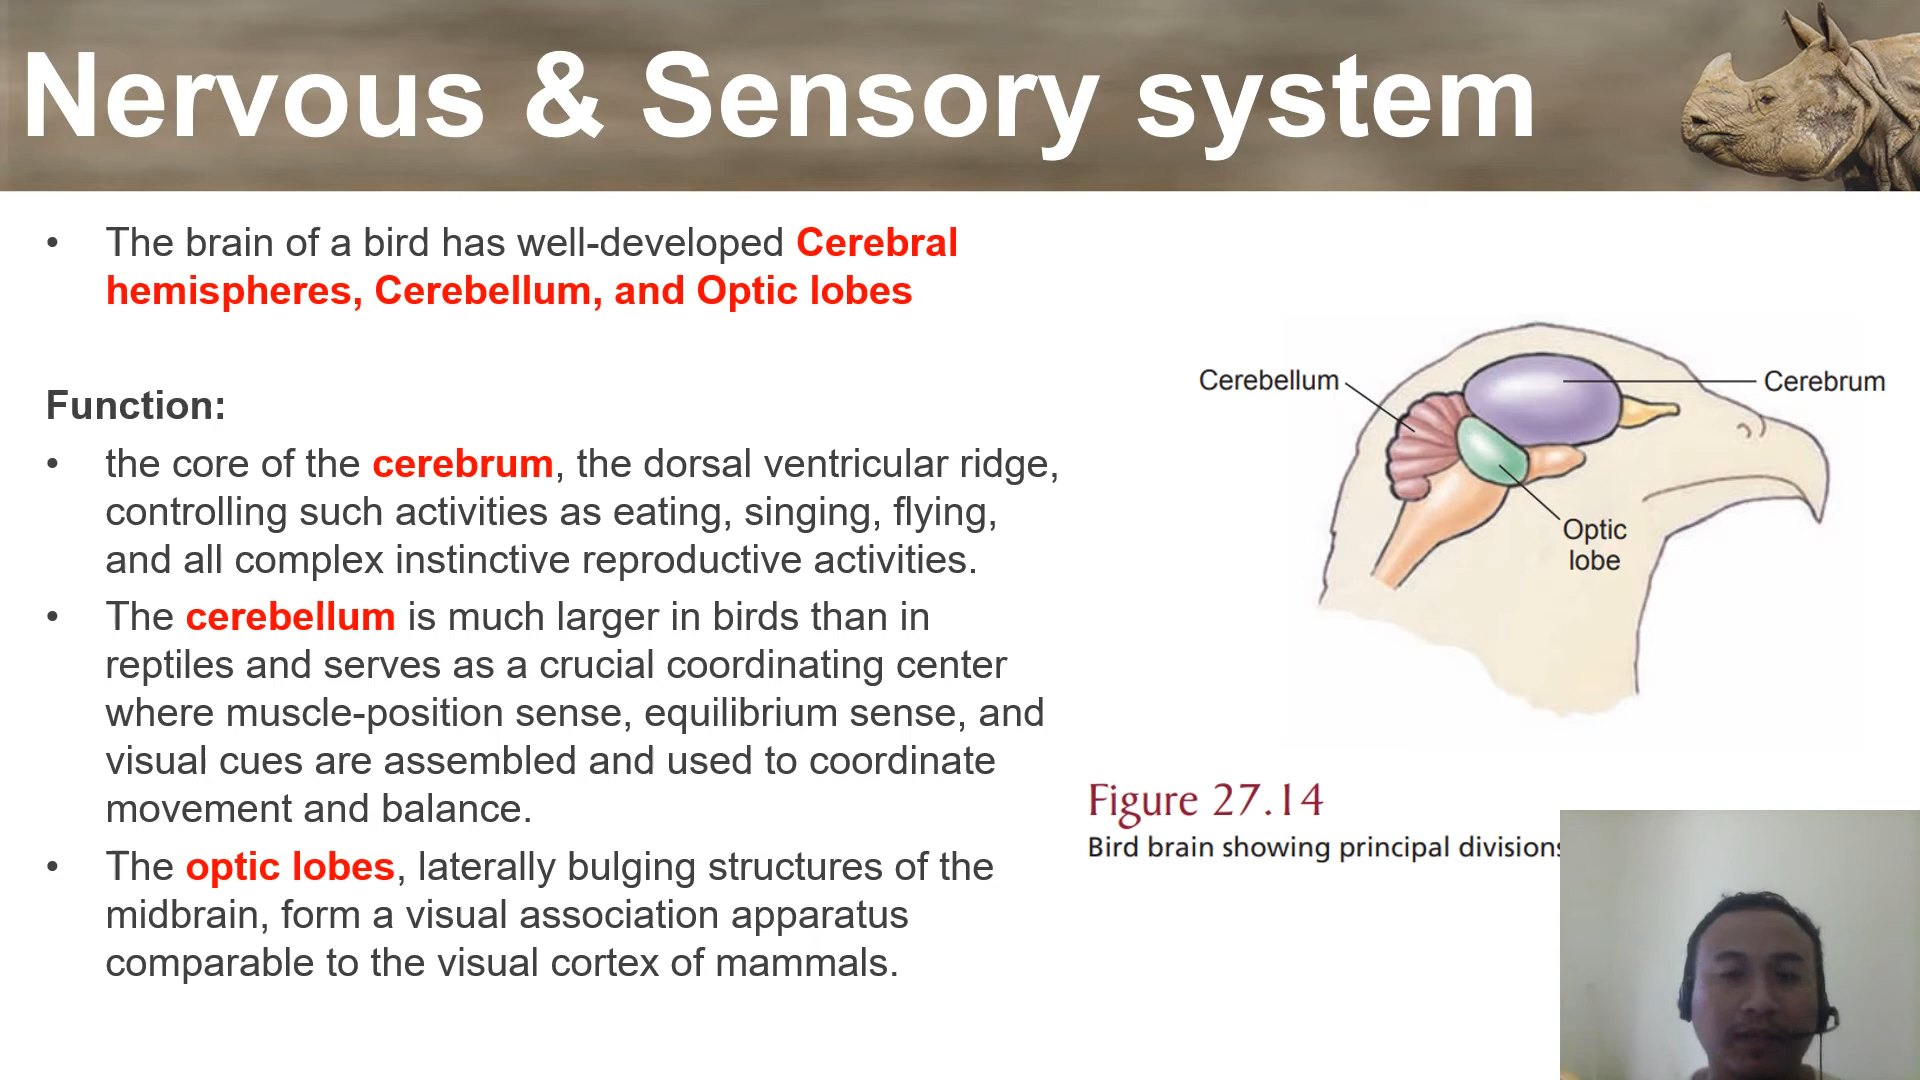 Nervous & Sensory system
• The brain of a bird has well-developed Cerebral
hemispheres, Cerebellum, and Optic lobes
Function:
• the core of the cerebrum, the dorsal ventricular ridge,
controlling such activities as eating, singing, flying,
and all complex instinctive reproductive activities.
• The cerebellum is much larger in birds than in
reptiles and serves as a crucial coordinating center
where muscle-position sense, equilibrium sense, and
visual cues are assembled and used to coordinate
movement and balance.
• The optic lobes, laterally bulging structures of the
midbrain, form a visual association apparatus
comparable to the visual cortex of mammals.
Cerebellum
Cerebrum
Optic
lobe
Figure 27.14
Bird brain showing principal divisions